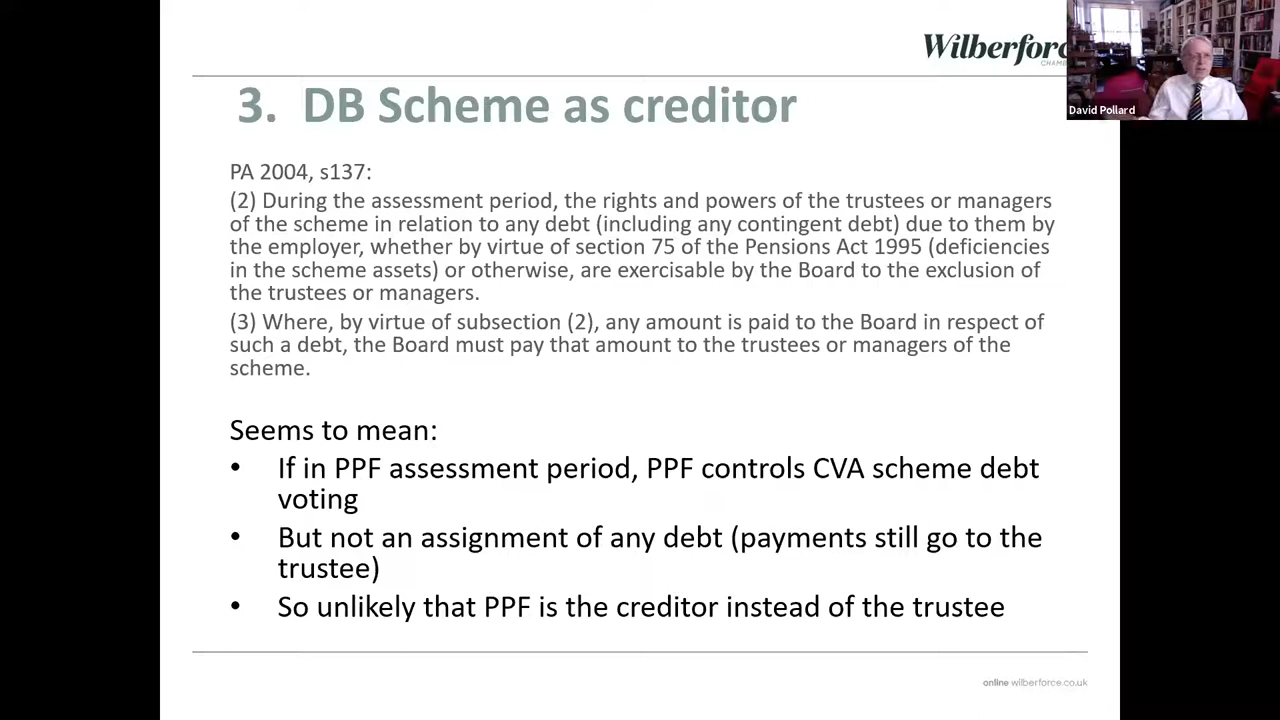 Wilberforc
CHAM
David Pollard
3. DB Scheme as creditor
PA 2004, s137:
(2) During the assessment period, the rights and powers of the trustees or managers
of the scheme in relation to any debt (including any contingent debt) due to them by
the employer, whether by virtue of section 75 of the Pensions Act 1995 (deficiencies
in the scheme assets) or otherwise, are exercisable by the Board to the exclusion of
the trustees or managers.
(3) Where, by virtue of subsection (2), any amount is paid to the Board in respect of
such a debt, the Board must pay that amount to the trustees or managers of the
scheme.
Seems to mean:
• If in PPF assessment period, PPF controls CVA scheme debt
voting
• But not an assignment of any debt (payments still go to the
trustee)
• So unlikely that PPF is the creditor instead of the trustee
online wilberforce.co.uk